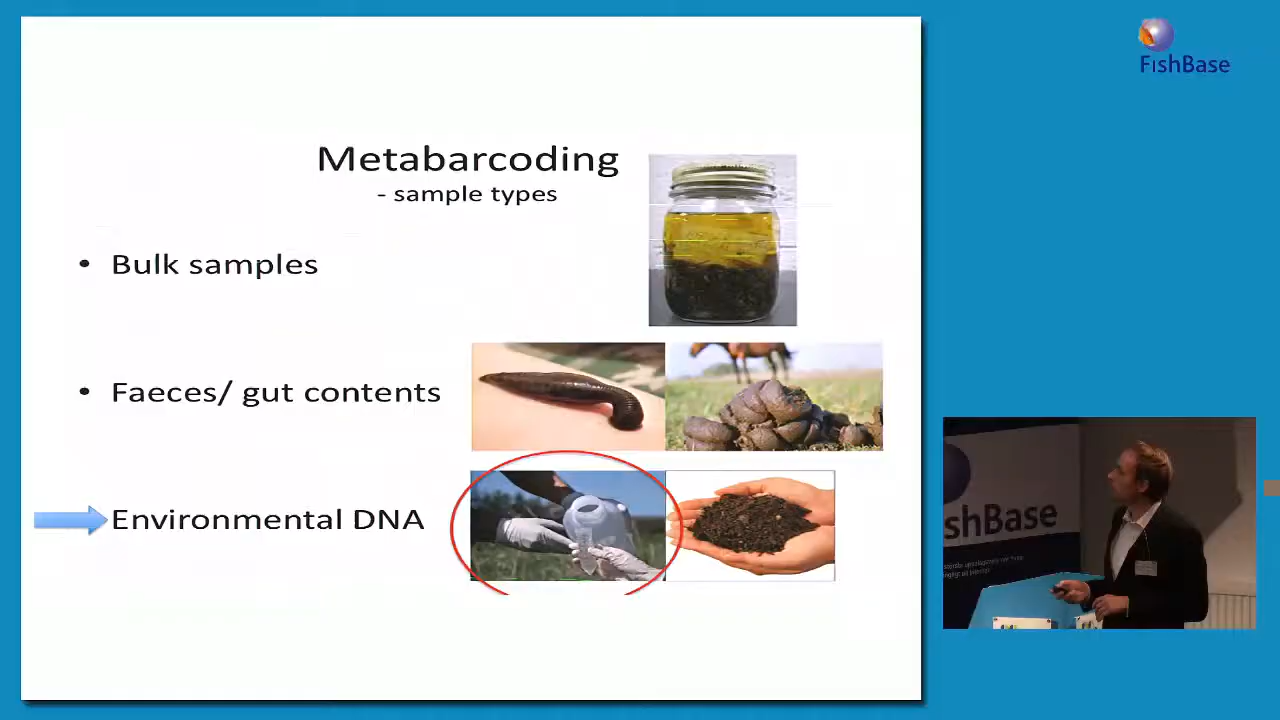 FishBase
Metabarcoding
- sample types
• Bulk samples
• Faeces/ gut contents
Environmental DNA
shBase